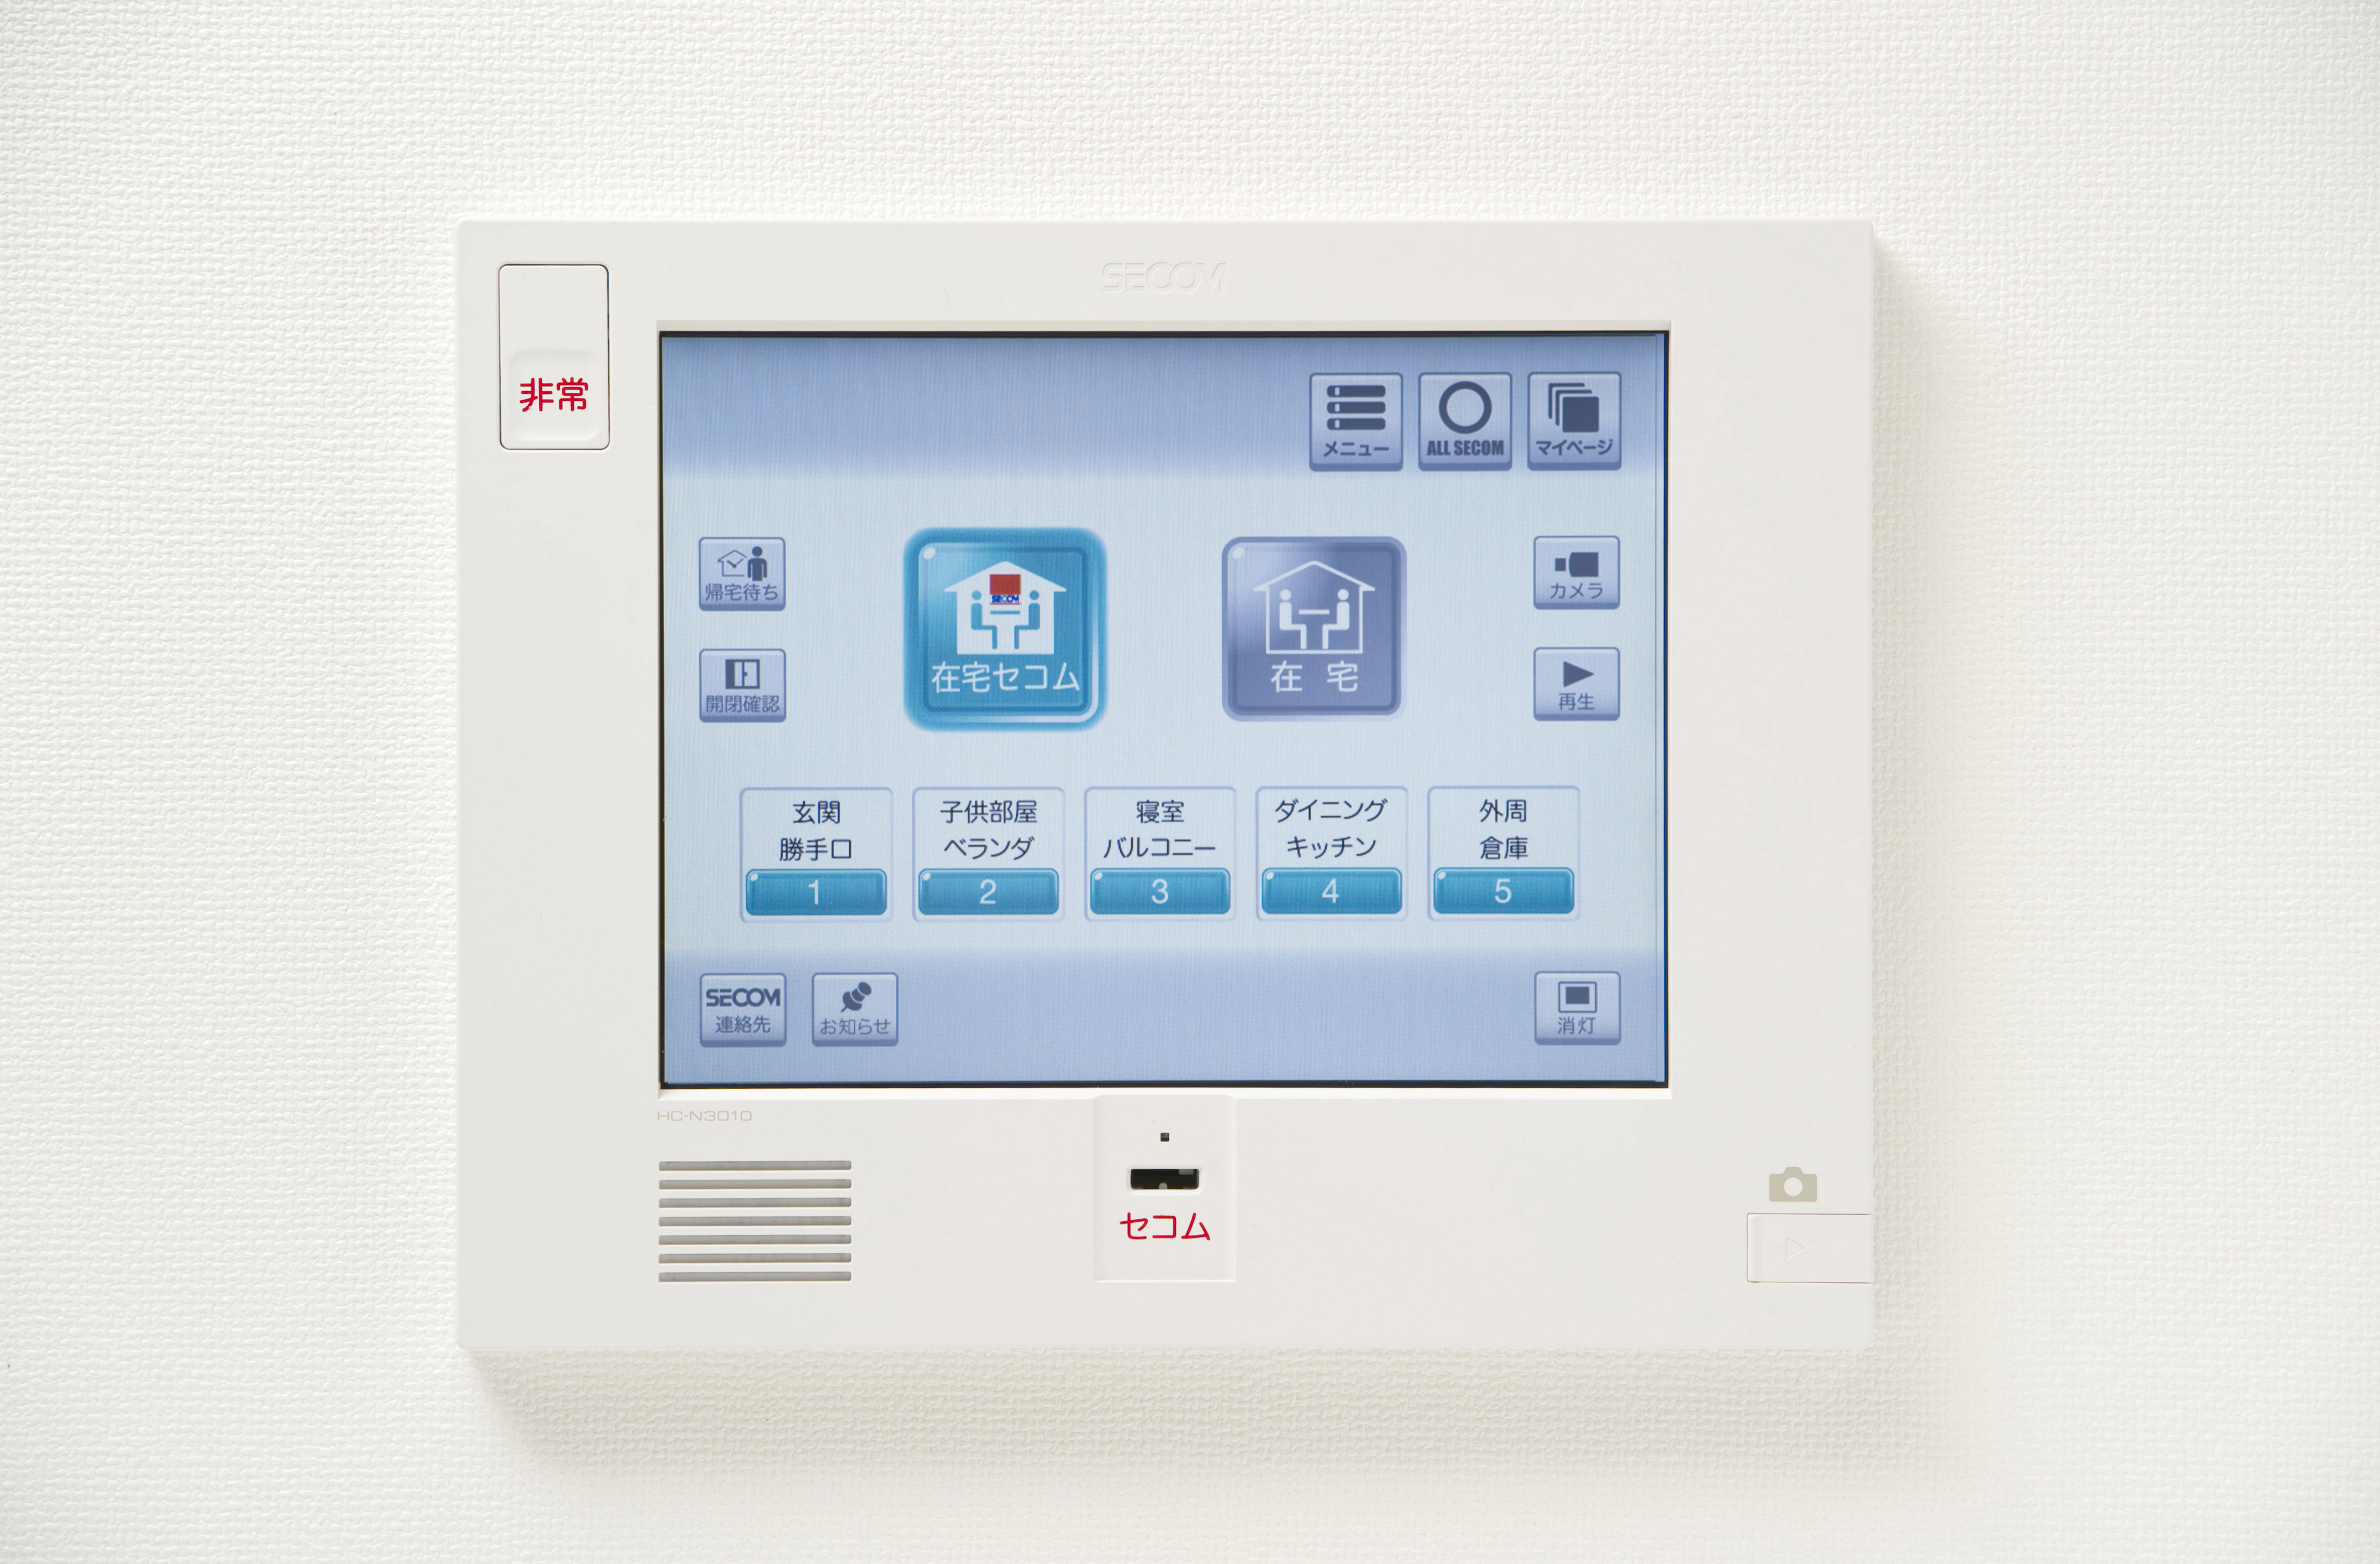 SECOM
非常
メニュー
ALL SECOM
マイページ
帰宅待ち
SECOM
在宅セコム
在 宅
カメラ
開閉確認
再生
玄関
勝手口
1
子供部屋
ベランダ
2
寝室
バルコニー
3
ダイニング
キッチン
4
外周
倉庫
5
SECOM
連絡先
お知らせ
消灯
HC-N3010
セコム